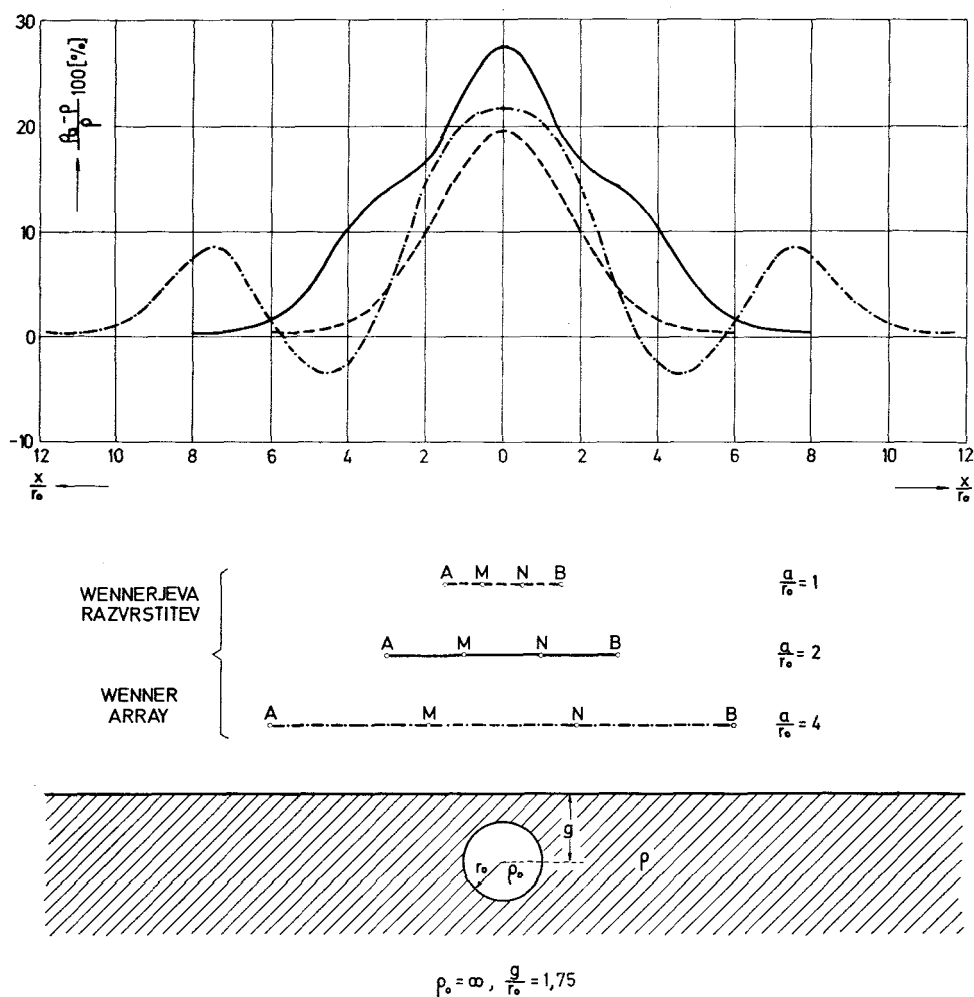 30
20
10
0
-10
ρₐ - ρ / ρ 100 [%]
12 10 8 6 4 2 0 2 4 6 8 10 12
x/r₀ x/r₀
A M N B a/r₀ = 1
WENNERJEVA
RAZVRSTITEV
A M N B a/r₀ = 2
WENNER
ARRAY
A M N B a/r₀ = 4
g
r₀ ρ₀ ρ
ρ₀ = ∞ , g/r₀ = 1,75